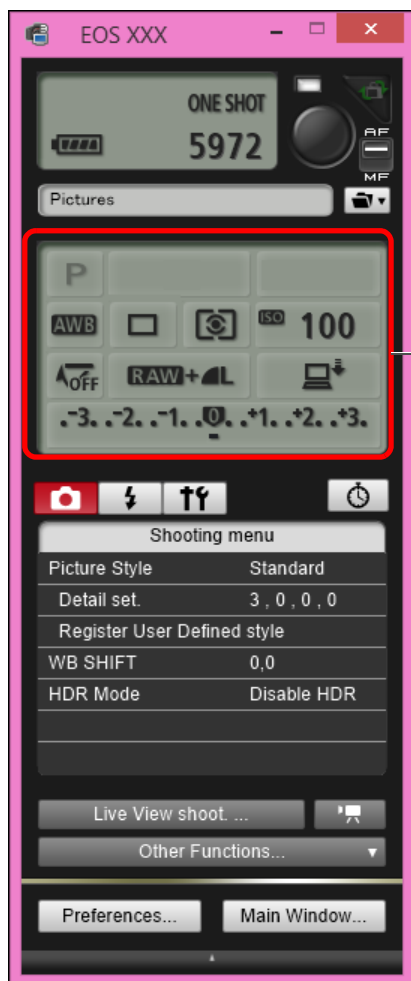 EOS XXX
ONE SHOT
5972
AF
MF
Pictures
P
AWB
ISO 100
OFF
RAW+L
.-3. .-2. .-1. .0. .+1. .+2. .+3.
Shooting menu
Picture Style Standard
Detail set. 3 , 0 , 0 , 0
Register User Defined style
WB SHIFT 0,0
HDR Mode Disable HDR
Live View shoot. ...
Other Functions...
Preferences... Main Window...